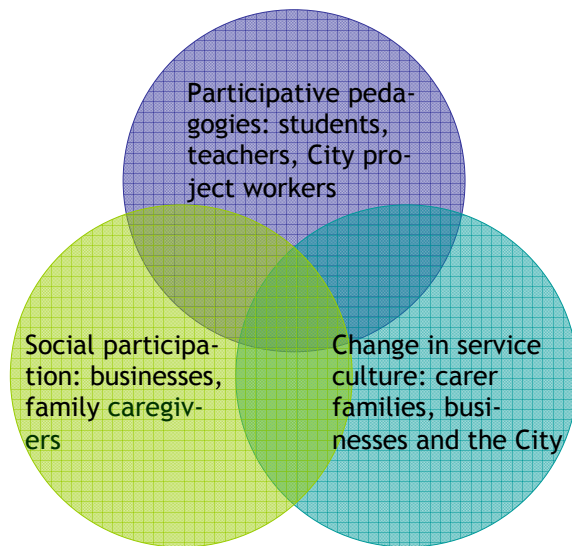 Participative peda-
gogies: students,
teachers, City pro-
ject workers
Social participa-
tion: businesses,
family caregiv-
ers
Change in service
culture: carer
families, busi-
nesses and the City